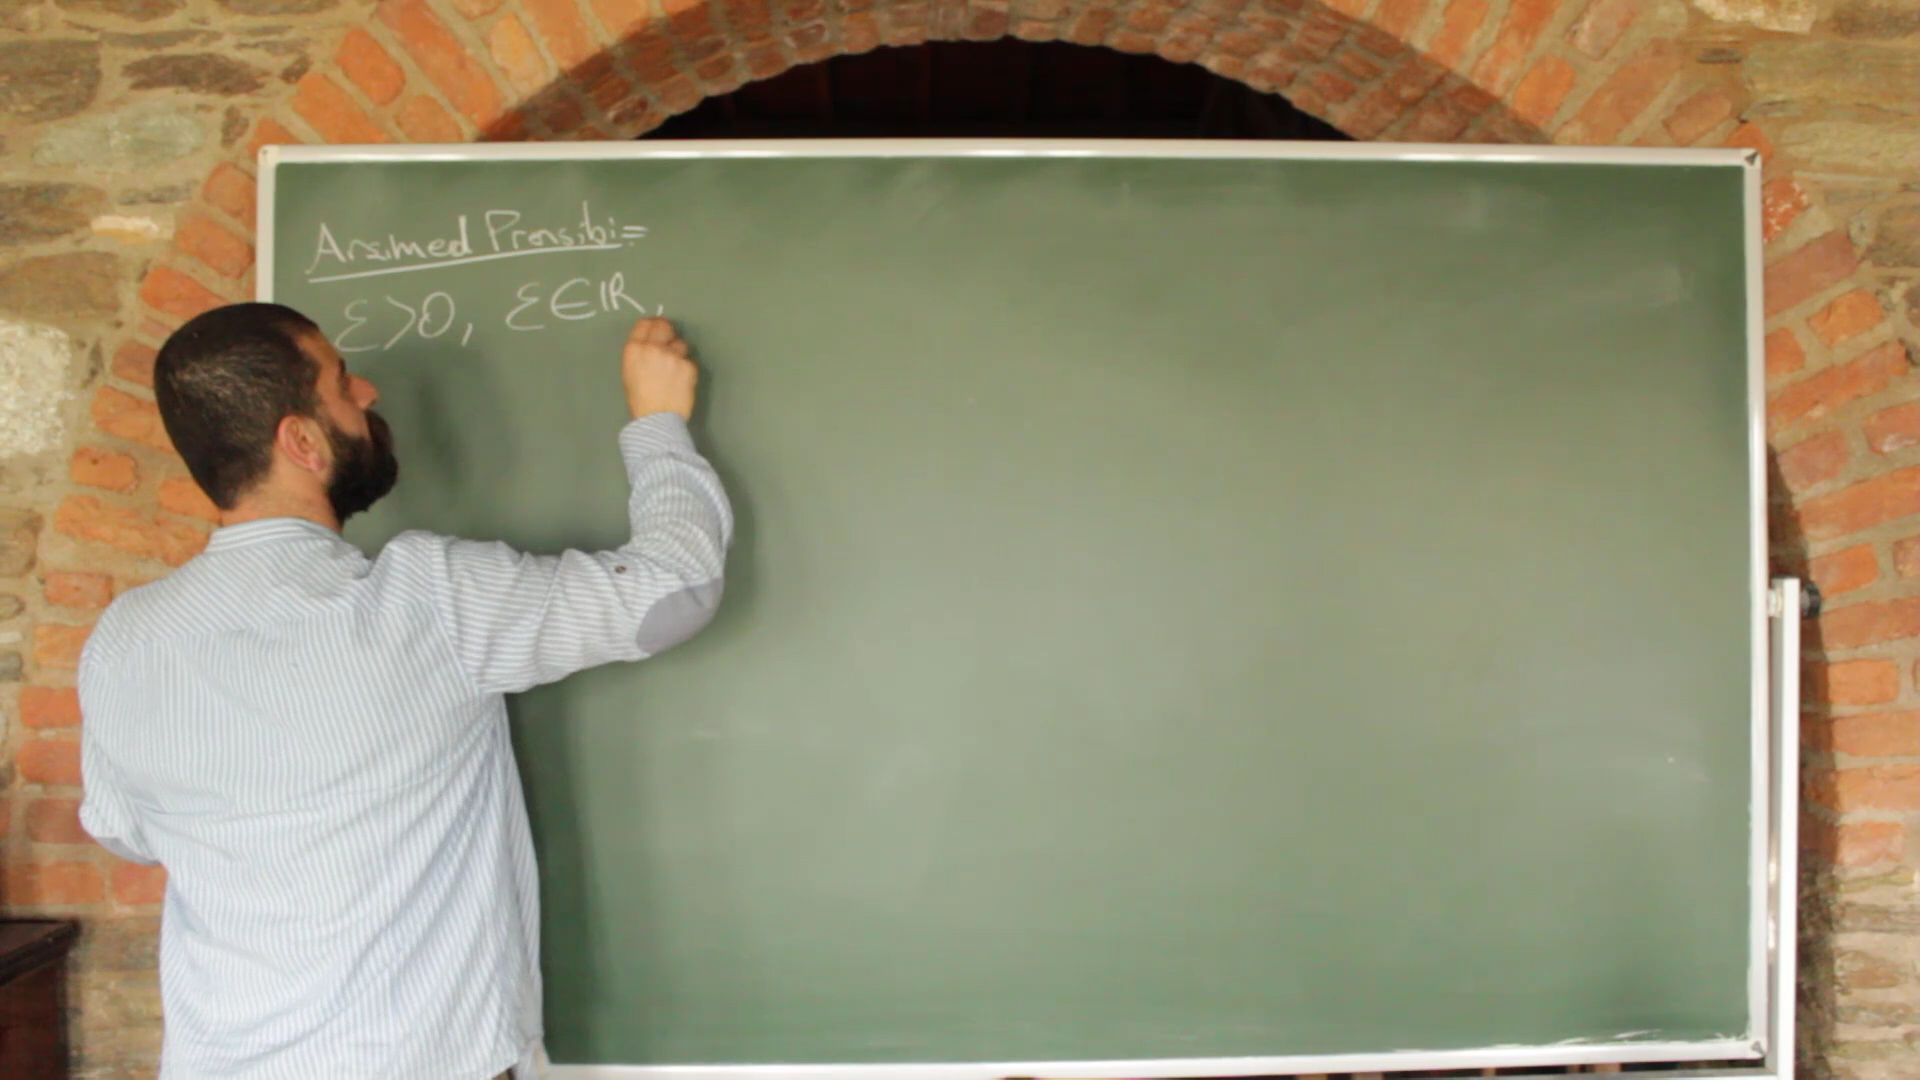 Arşimed Prensibi=
ε>0, ε∈ℝ,